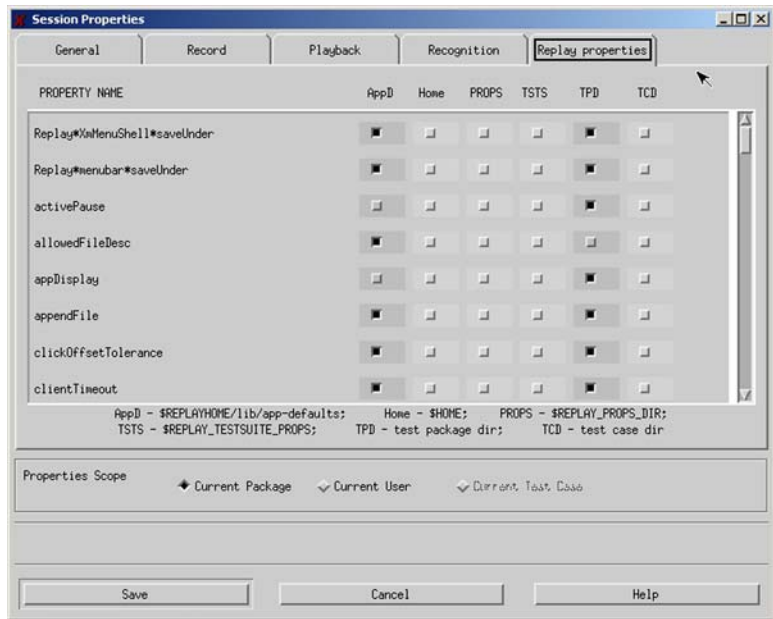 Session Properties
General Record Playback Recognition Replay properties
PROPERTY NAME AppD Home PROPS TSTS TPD TCD
Replay*XmMenuShell*saveUnder
Replay*menubar*saveUnder
activePause
allowedFileDesc
appDisplay
appendFile
clickOffsetTolerance
clientTimeout
AppD - $REPLAYHOME/lib/app-defaults; Home - $HOME; PROPS - $REPLAY_PROPS_DIR;
TSTS - $REPLAY_TESTSUITE_PROPS; TPD - test package dir; TCD - test case dir
Properties Scope
Current Package Current User Current Test Case
Save Cancel Help